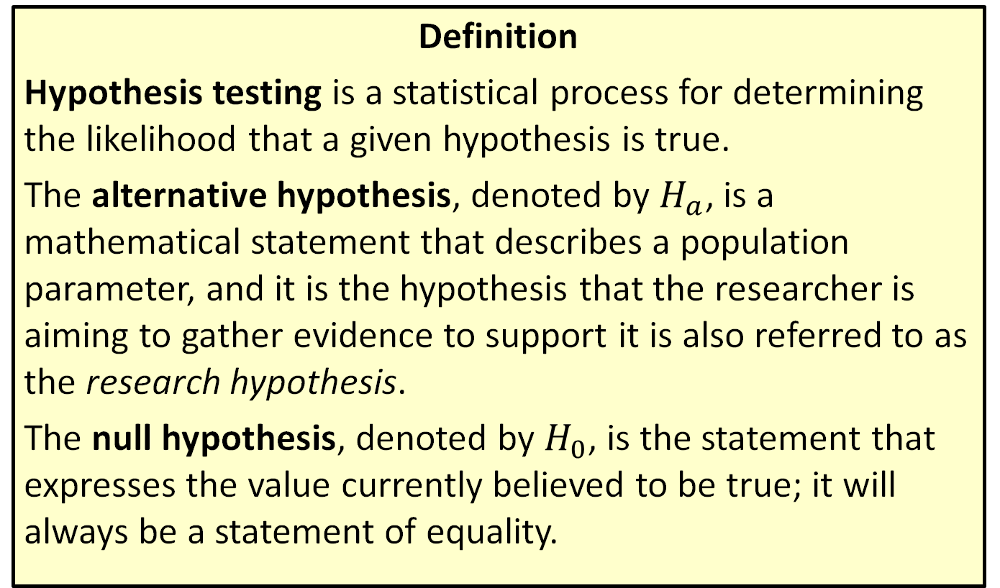 Definition
Hypothesis testing is a statistical process for determining
the likelihood that a given hypothesis is true.
The alternative hypothesis, denoted by Hₐ, is a
mathematical statement that describes a population
parameter, and it is the hypothesis that the researcher is
aiming to gather evidence to support it is also referred to as
the research hypothesis.
The null hypothesis, denoted by H₀, is the statement that
expresses the value currently believed to be true; it will
always be a statement of equality.